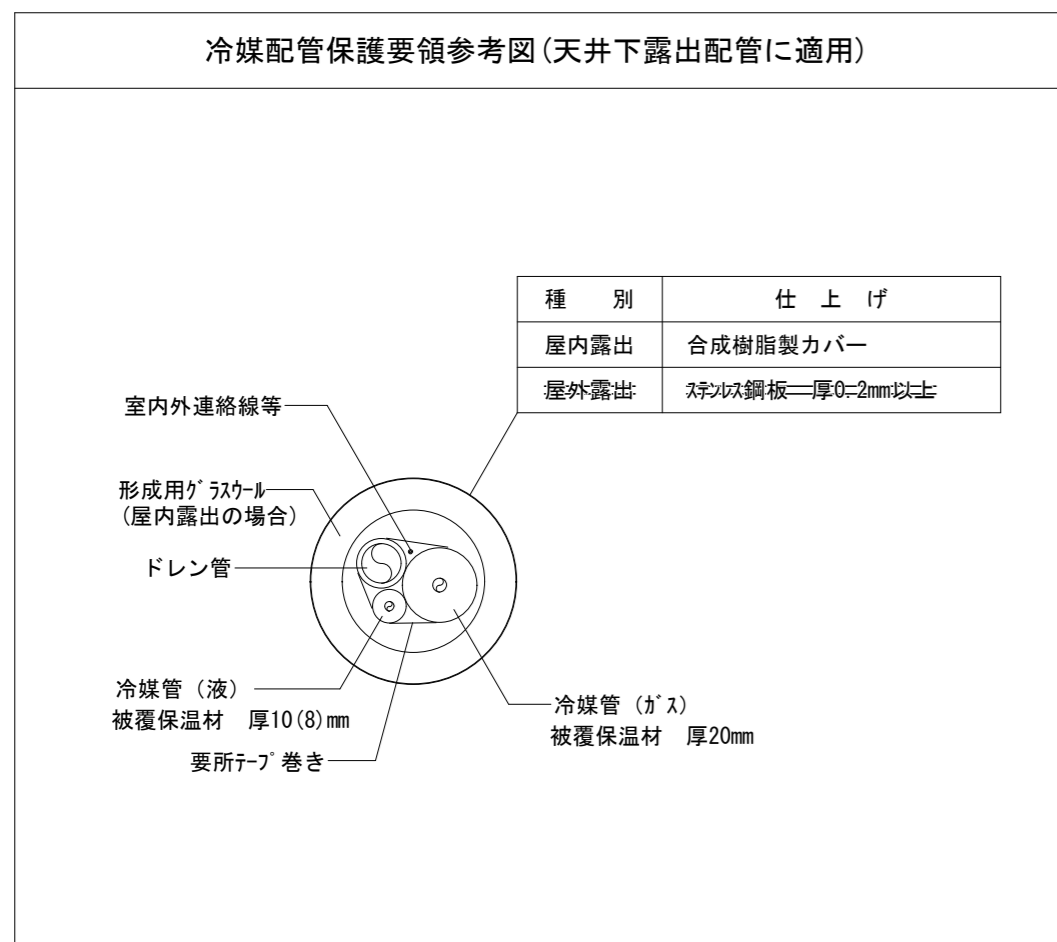 冷媒配管保護要領参考図(天井下露出配管に適用)
種　別　仕　上　げ
屋内露出　合成樹脂製カバー
屋外露出　ｽﾃﾝﾚｽ鋼板　厚0.2mm以上
室内外連絡線等
形成用ｸﾞﾗｽｳｰﾙ
(屋内露出の場合)
ドレン管
冷媒管（液）
被覆保温材　厚10(8)mm
要所ﾃｰﾌﾟ巻き
冷媒管（ｶﾞｽ）
被覆保温材　厚20mm